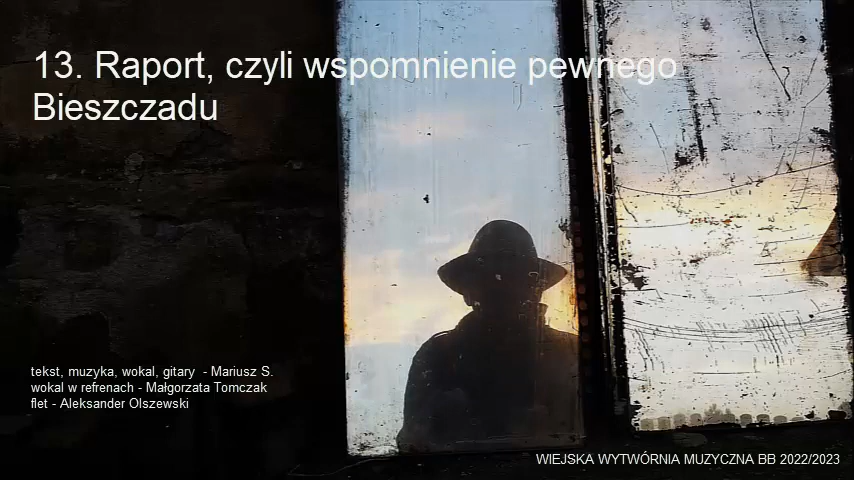 13. Raport, czyli wspomnienie pewnego
Bieszczadu
tekst, muzyka, wokal, gitary - Mariusz S.
wokal w refrenach - Małgorzata Tomczak
flet - Aleksander Olszewski
WIEJSKA WYTWÓRNIA MUZYCZNA BB 2022/2023